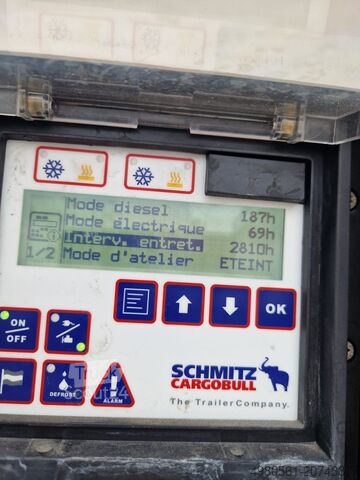 Mode diesel 187h
Mode électrique 69h
Interv. entret. 2810h
1/2 Mode d'atelier ETEINT
ON
OFF
OK
DEFROST
ALARM
SCHMITZ
CARGOBULL
The TrailerCompany.